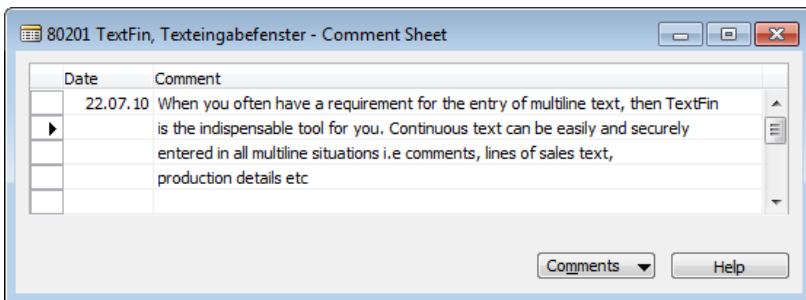 80201 TextFin, Texteingabefenster - Comment Sheet
Date Comment
22.07.10 When you often have a requirement for the entry of multiline text, then TextFin
is the indispensable tool for you. Continuous text can be easily and securely
entered in all multiline situations i.e comments, lines of sales text,
production details etc
Comments Help